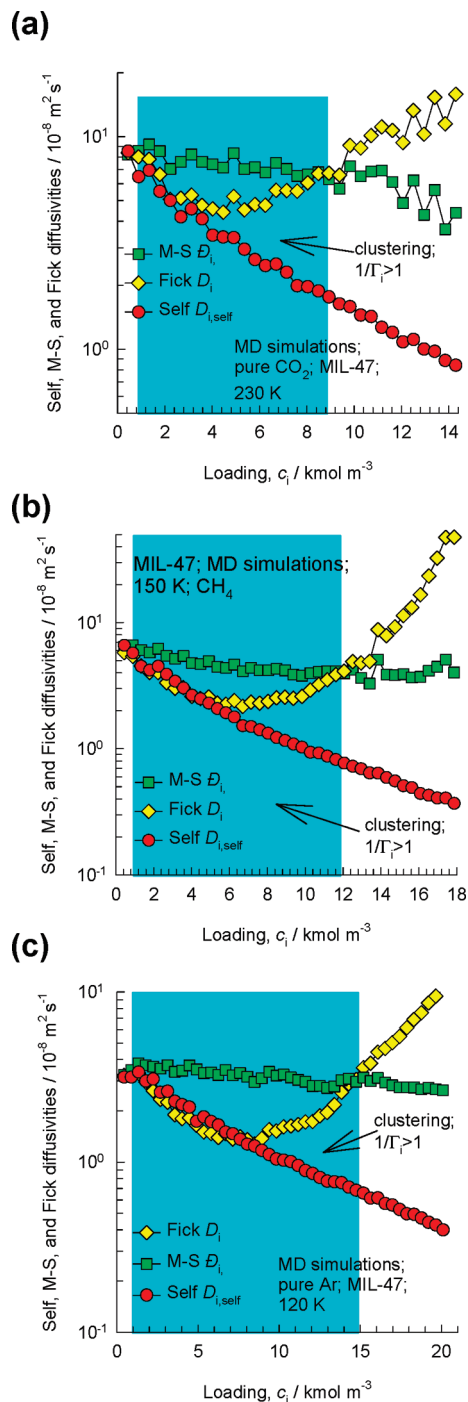 (a)
Self, M-S, and Fick diffusivities / 10⁻⁸ m² s⁻¹
10¹
10⁰
M-S Đi,
Fick Di
Self Di,self
clustering;
1/Γi>1
MD simulations;
pure CO₂; MIL-47;
230 K
0 2 4 6 8 10 12 14
Loading, ci / kmol m⁻³
(b)
Self, M-S, and Fick diffusivities / 10⁻⁸ m² s⁻¹
10¹
10⁰
10⁻¹
MIL-47; MD simulations;
150 K; CH₄
M-S Đi,
Fick Di
Self Di,self
clustering;
1/Γi>1
0 2 4 6 8 10 12 14 16 18
Loading, ci / kmol m⁻³
(c)
Self, M-S, and Fick diffusivities / 10⁻⁸ m² s⁻¹
10¹
10⁰
10⁻¹
clustering;
1/Γi>1
Fick Di
M-S Đi,
Self Di,self
MD simulations;
pure Ar; MIL-47;
120 K
0 5 10 15 20
Loading, ci / kmol m⁻³